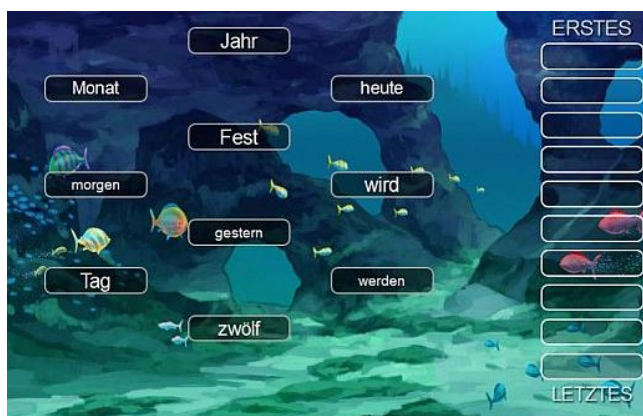 ERSTES
Jahr
Monat
heute
Fest
morgen
wird
gestern
Tag
werden
zwölf
LETZTES